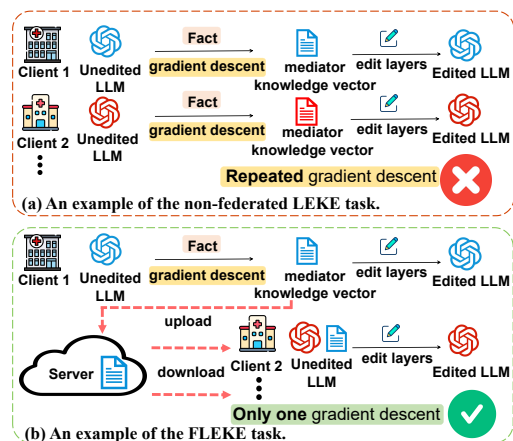 Client 1
Unedited
LLM
Fact
gradient descent
mediator
knowledge vector
edit layers
Edited LLM
Client 2
Unedited
LLM
Fact
gradient descent
mediator
knowledge vector
edit layers
Edited LLM
Repeated gradient descent
(a) An example of the non-federated LEKE task.
Client 1
Unedited
LLM
Fact
gradient descent
mediator
knowledge vector
edit layers
Edited LLM
upload
Server
download
Client 2
Unedited
LLM
edit layers
Edited LLM
Only one gradient descent
(b) An example of the FLEKE task.